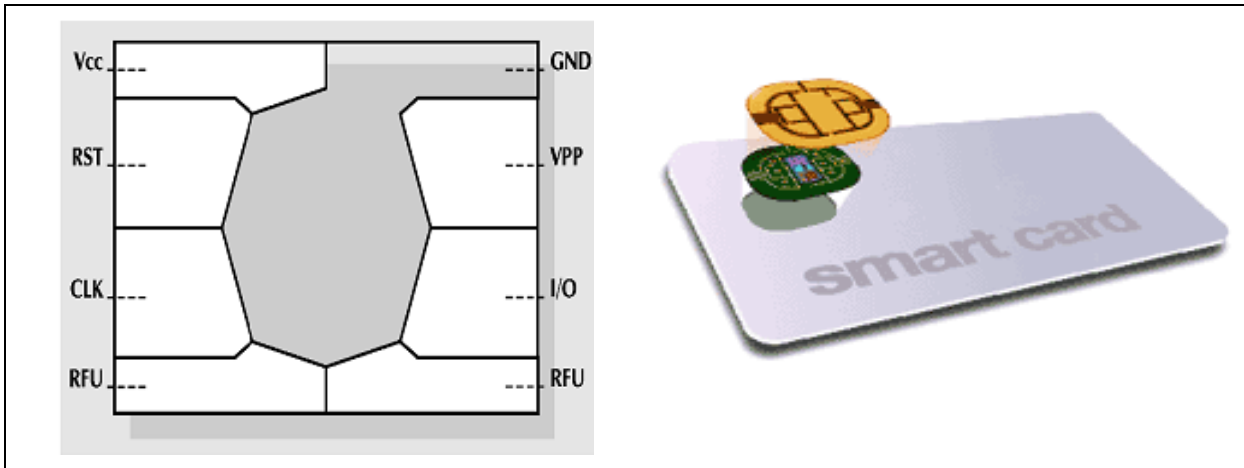 Vcc
GND
RST
VPP
CLK
I/O
RFU
RFU
smart card